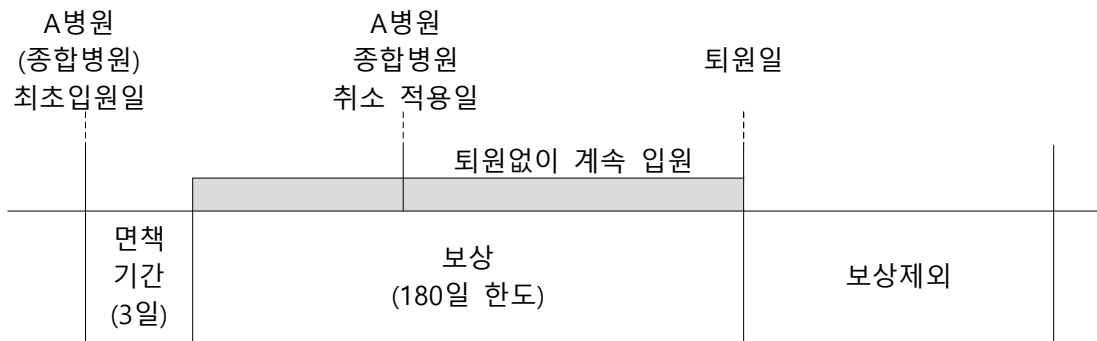 A병원
(종합병원)
최초입원일
A병원
종합병원
취소 적용일
퇴원일
퇴원없이 계속 입원
면책
기간
(3일)
보상
(180일 한도)
보상제외